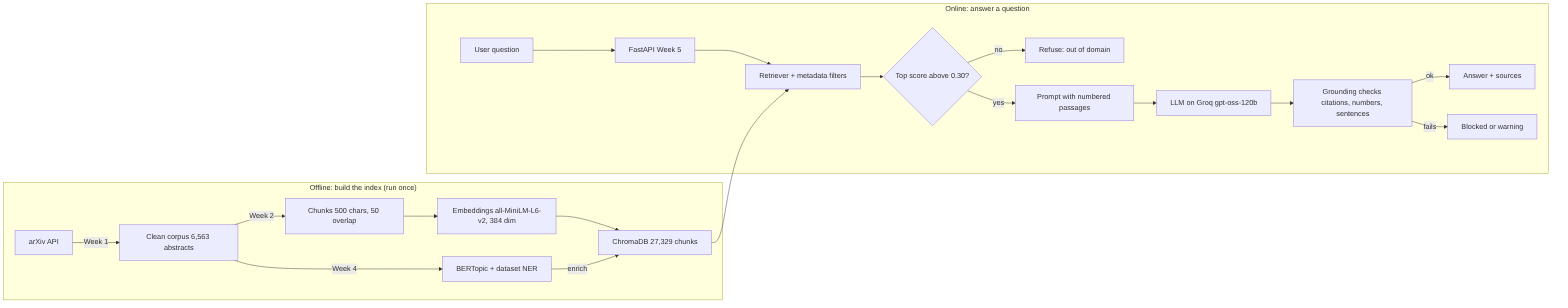 Online: answer a question
User question
FastAPI Week 5
Retriever + metadata filters
Top score above 0.30?
no
Refuse: out of domain
yes
Prompt with numbered
passages
LLM on Groq gpt-oss-120b
Grounding checks
citations, numbers,
sentences
ok
Answer + sources
fails
Blocked or warning
Offline: build the index (run once)
arXiv API
Week 1
Clean corpus 6,563
abstracts
Week 2
Chunks 500 chars, 50
overlap
Embeddings all-MiniLM-L6-
v2, 384 dim
Week 4
BERTopic + dataset NER
enrich
ChromaDB 27,329 chunks